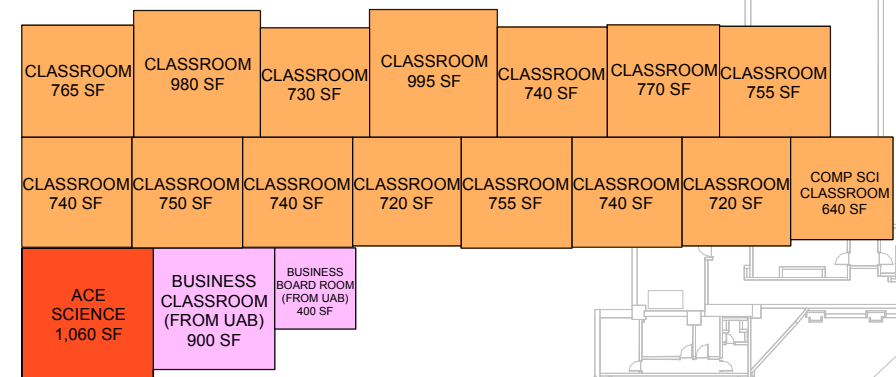 CLASSROOM
765 SF
CLASSROOM
980 SF
CLASSROOM
730 SF
CLASSROOM
995 SF
CLASSROOM
740 SF
CLASSROOM
770 SF
CLASSROOM
755 SF
CLASSROOM
740 SF
CLASSROOM
750 SF
CLASSROOM
740 SF
CLASSROOM
720 SF
CLASSROOM
755 SF
CLASSROOM
740 SF
CLASSROOM
720 SF
COMP SCI
CLASSROOM
640 SF
ACE
SCIENCE
1,060 SF
BUSINESS
CLASSROOM
(FROM UAB)
900 SF
BUSINESS
BOARD ROOM
(FROM UAB)
400 SF